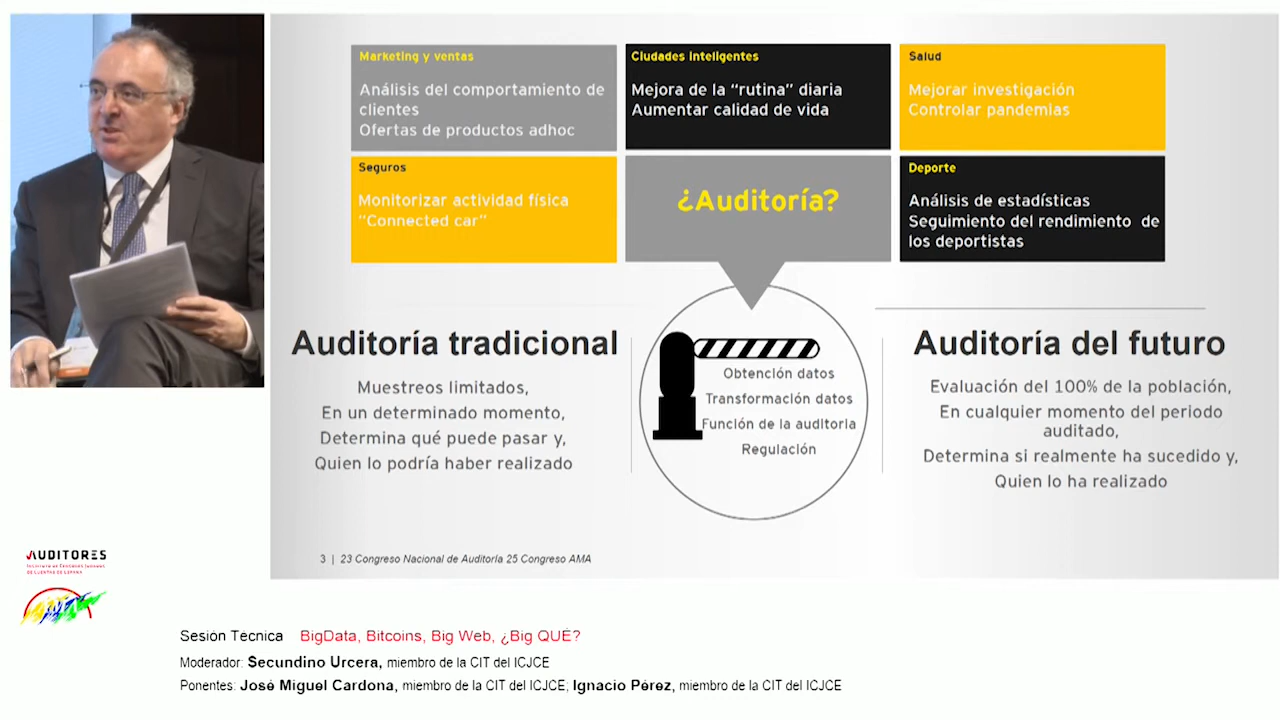 Marketing y ventas
Análisis del comportamiento de
clientes
Ofertas de productos adhoc
Ciudades inteligentes
Mejora de la “rutina” diaria
Aumentar calidad de vida
Salud
Mejorar investigación
Controlar pandemias
Seguros
Monitorizar actividad física
“Connected car”
¿Auditoría?
Deporte
Análisis de estadísticas
Seguimiento del rendimiento de
los deportistas
Auditoría tradicional
Muestreos limitados,
En un determinado momento,
Determina qué puede pasar y,
Quien lo podría haber realizado
Obtención datos
Transformación datos
Función de la auditoria
Regulación
Auditoría del futuro
Evaluación del 100% de la población,
En cualquier momento del periodo
auditado,
Determina si realmente ha sucedido y,
Quien lo ha realizado
3 | 23 Congreso Nacional de Auditoría 25 Congreso AMA
AUDITORES
Instituto de Censores Jurados
de Cuentas de España
Sesión Técnica BigData, Bitcoins, Big Web, ¿Big QUÉ?
Moderador: Secundino Urcera, miembro de la CIT del ICJCE
Ponentes: José Miguel Cardona, miembro de la CIT del ICJCE; Ignacio Pérez, miembro de la CIT del ICJCE